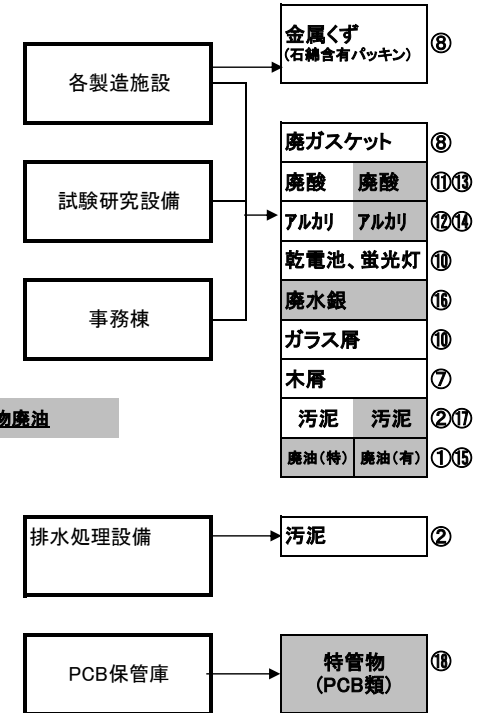 金属くず
(石綿含有パッキン)
⑧
各製造施設
廃ガスケット ⑧
廃酸 廃酸 ⑪⑬
試験研究設備
アルカリ アルカリ ⑫⑭
乾電池、蛍光灯 ⑩
廃水銀 ⑯
事務棟
ガラス屑 ⑩
木屑 ⑦
物廃油
汚泥 汚泥 ②⑰
廃油(特) 廃油(有) ①⑮
排水処理設備
汚泥 ②
PCB保管庫
特管物
(PCB類)
⑱